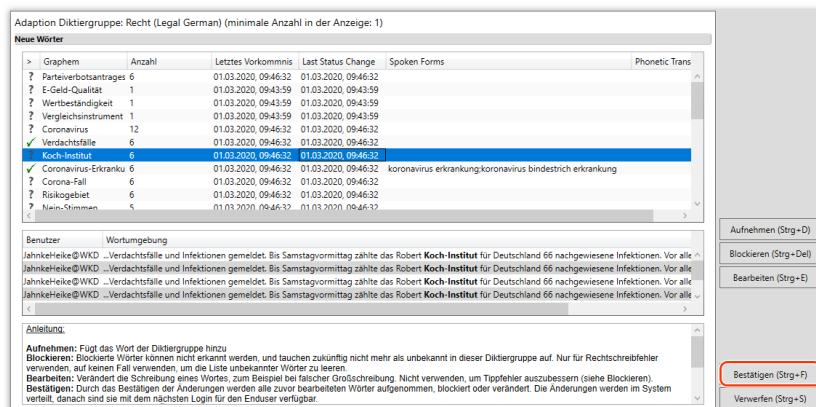 Adaption Diktiergruppe: Recht (Legal German) (minimale Anzahl in der Anzeige: 1)
Neue Wörter
> Graphem Anzahl Letztes Vorkommnis Last Status Change Spoken Forms Phonetic Trans
? Parteiverbotsantrages 6 01.03.2020, 09:46:32 01.03.2020, 09:46:32
? E-Geld-Qualität 1 01.03.2020, 09:43:59 01.03.2020, 09:43:59
? Wertbeständigkeit 1 01.03.2020, 09:43:59 01.03.2020, 09:43:59
? Vergleichsinstrument 1 01.03.2020, 09:43:59 01.03.2020, 09:43:59
? Coronavirus 12 01.03.2020, 09:46:32 01.03.2020, 09:46:32
✓ Verdachtsfälle 6 01.03.2020, 09:46:32 01.03.2020, 09:46:32
? Koch-Institut 6 01.03.2020, 09:46:32 01.03.2020, 09:46:32
✓ Coronavirus-Erkranku 6 01.03.2020, 09:46:32 01.03.2020, 09:46:32 koronavirus erkrankung;koronavirus bindestrich erkrankung
? Corona-Fall 6 01.03.2020, 09:46:32 01.03.2020, 09:46:32
? Risikogebiet 6 01.03.2020, 09:46:32 01.03.2020, 09:46:32
? Nein-Stimmen 5 01.03.2020, 09:46:32 01.03.2020, 09:46:32
Aufnehmen (Strg+D)
Blockieren (Strg+Del)
Bearbeiten (Strg+E)
Benutzer Wortumgebung
JahnkeHeike@WKD ...Verdachtsfälle und Infektionen gemeldet. Bis Samstagvormittag zählte das Robert Koch-Institut für Deutschland 66 nachgewiesene Infektionen. Vor alle
JahnkeHeike@WKD ...Verdachtsfälle und Infektionen gemeldet. Bis Samstagvormittag zählte das Robert Koch-Institut für Deutschland 66 nachgewiesene Infektionen. Vor alle
JahnkeHeike@WKD ...Verdachtsfälle und Infektionen gemeldet. Bis Samstagvormittag zählte das Robert Koch-Institut für Deutschland 66 nachgewiesene Infektionen. Vor alle
JahnkeHeike@WKD ...Verdachtsfälle und Infektionen gemeldet. Bis Samstagvormittag zählte das Robert Koch-Institut für Deutschland 66 nachgewiesene Infektionen. Vor alle
Anleitung:
Aufnehmen: Fügt das Wort der Diktiergruppe hinzu
Blockieren: Blockierte Wörter können nicht erkannt werden, und tauchen zukünftig nicht mehr als unbekannt in dieser Diktiergruppe auf. Nur für Rechtschreibfehler
verwenden, auf keinen Fall verwenden, um die Liste unbekannter Wörter zu leeren.
Bearbeiten: Verändert die Schreibung eines Wortes, zum Beispiel bei falscher Großschreibung. Nicht verwenden, um Tippfehler auszubessern (siehe Blockieren).
Bestätigen: Durch das Bestätigen der Änderungen werden alle zuvor bearbeiteten Wörter aufgenommen, blockiert oder verändert. Die Änderungen werden im System
verteilt, danach sind sie mit dem nächsten Login für den Enduser verfügbar.
Bestätigen (Strg+F)
Verwerfen (Strg+S)